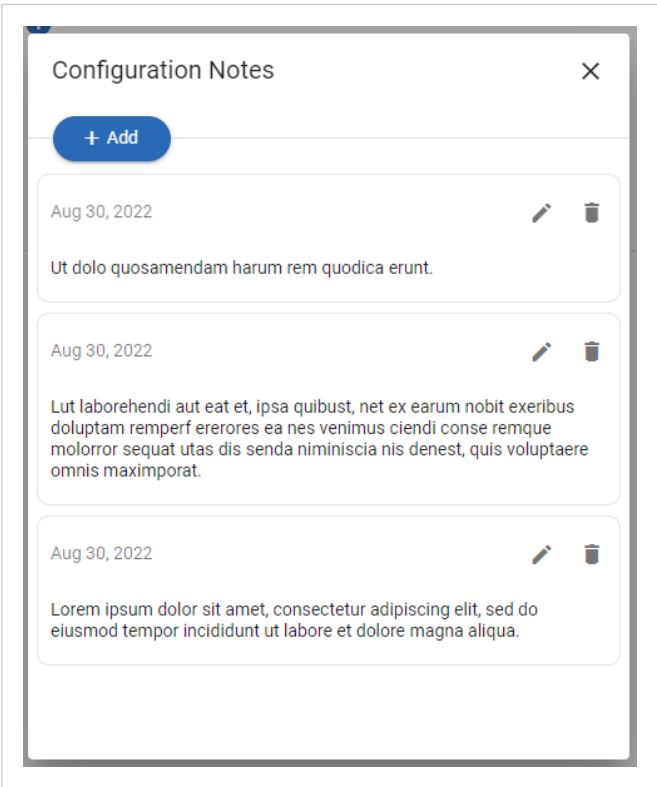 Configuration Notes
+ Add
Aug 30, 2022
Ut dolo quosamendam harum rem quodica erunt.
Aug 30, 2022
Lut laborehendi aut eat et, ipsa quibust, net ex earum nobit exeribus
doluptam remperf ererores ea nes venimus ciendi conse remque
molorror sequat utas dis senda niminiscia nis denest, quis voluptaere
omnis maximporat.
Aug 30, 2022
Lorem ipsum dolor sit amet, consectetur adipiscing elit, sed do
eiusmod tempor incididunt ut labore et dolore magna aliqua.